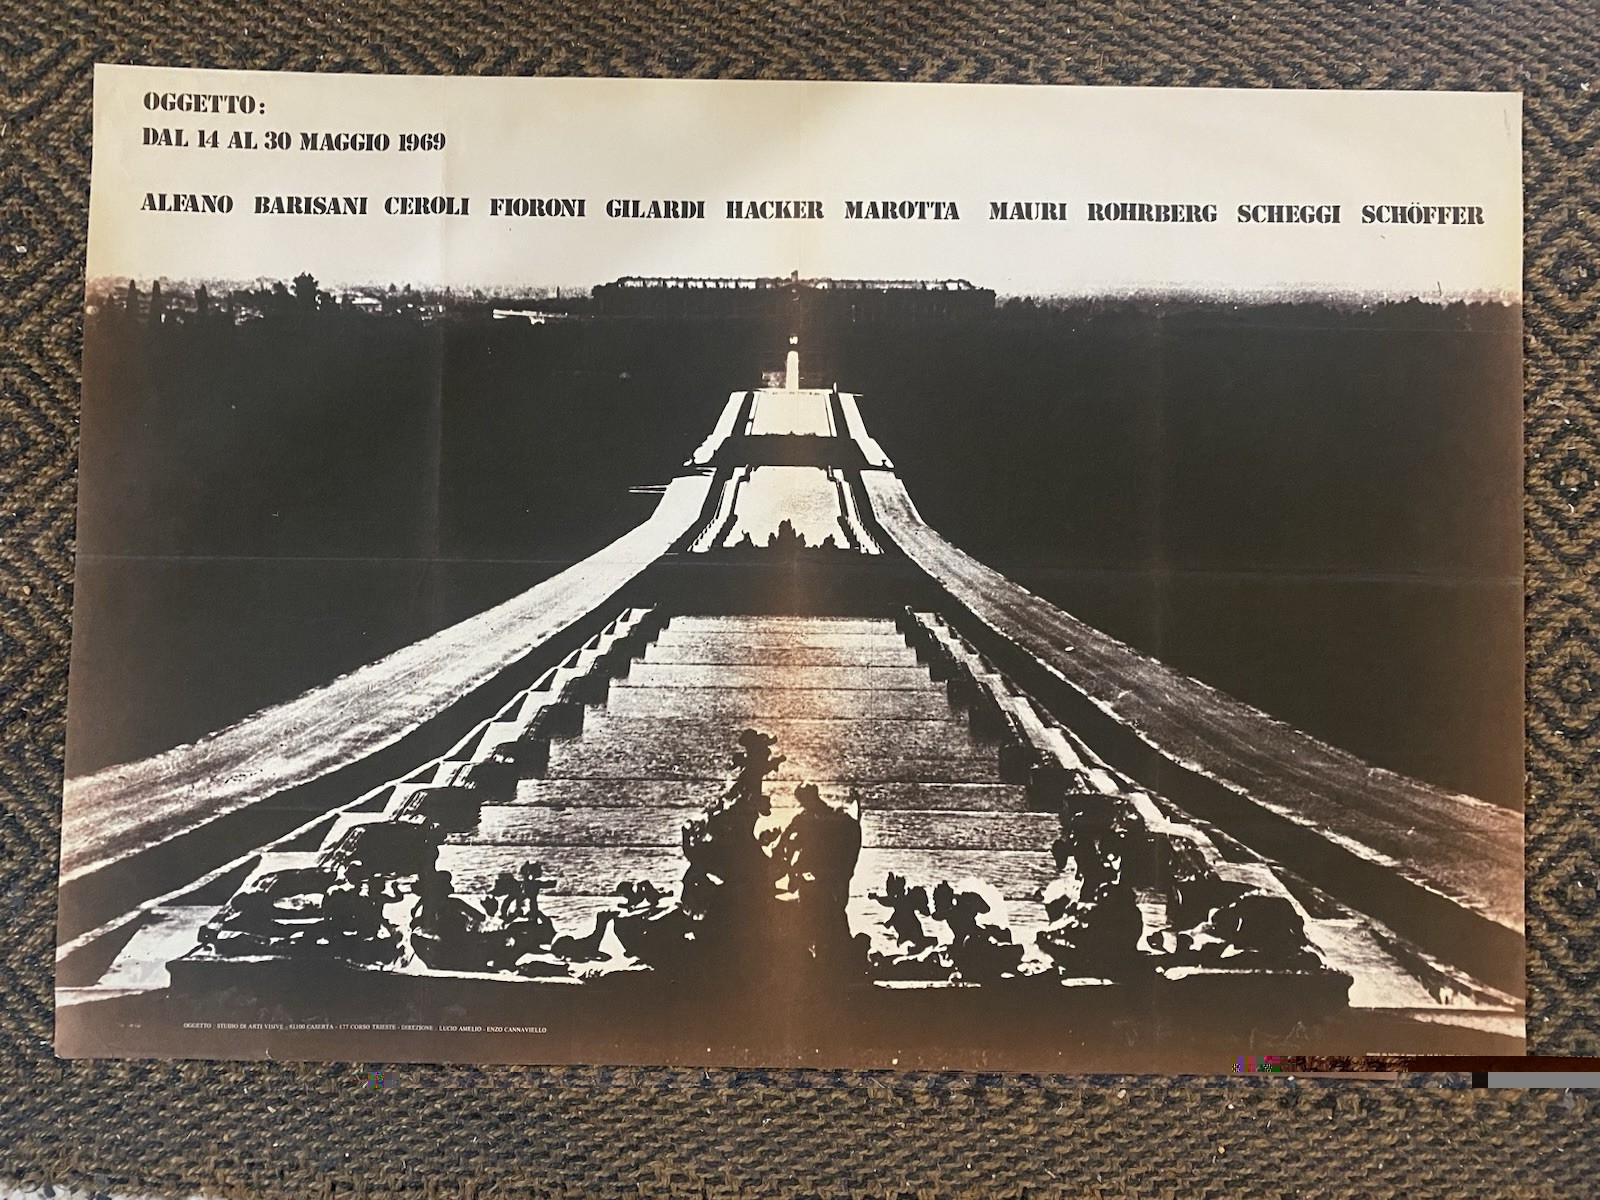 OGGETTO:
DAL 14 AL 30 MAGGIO 1969
ALFANO BARISANI CEROLI FIORONI GILARDI HACKER MAROTTA MAURI ROHRBERG SCHEGGI SCHÖFFER
OGGETTO / STUDIO DI ARTI VISIVE - 81100 CASERTA - 177 CORSO TRIESTE - DIREZIONE : LUCIO AMELIO - ENZO CANNAVIELLO